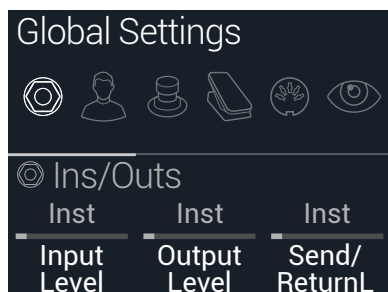 Global Settings
Ins/Outs
Inst Inst Inst
Input Output Send/
Level Level ReturnL